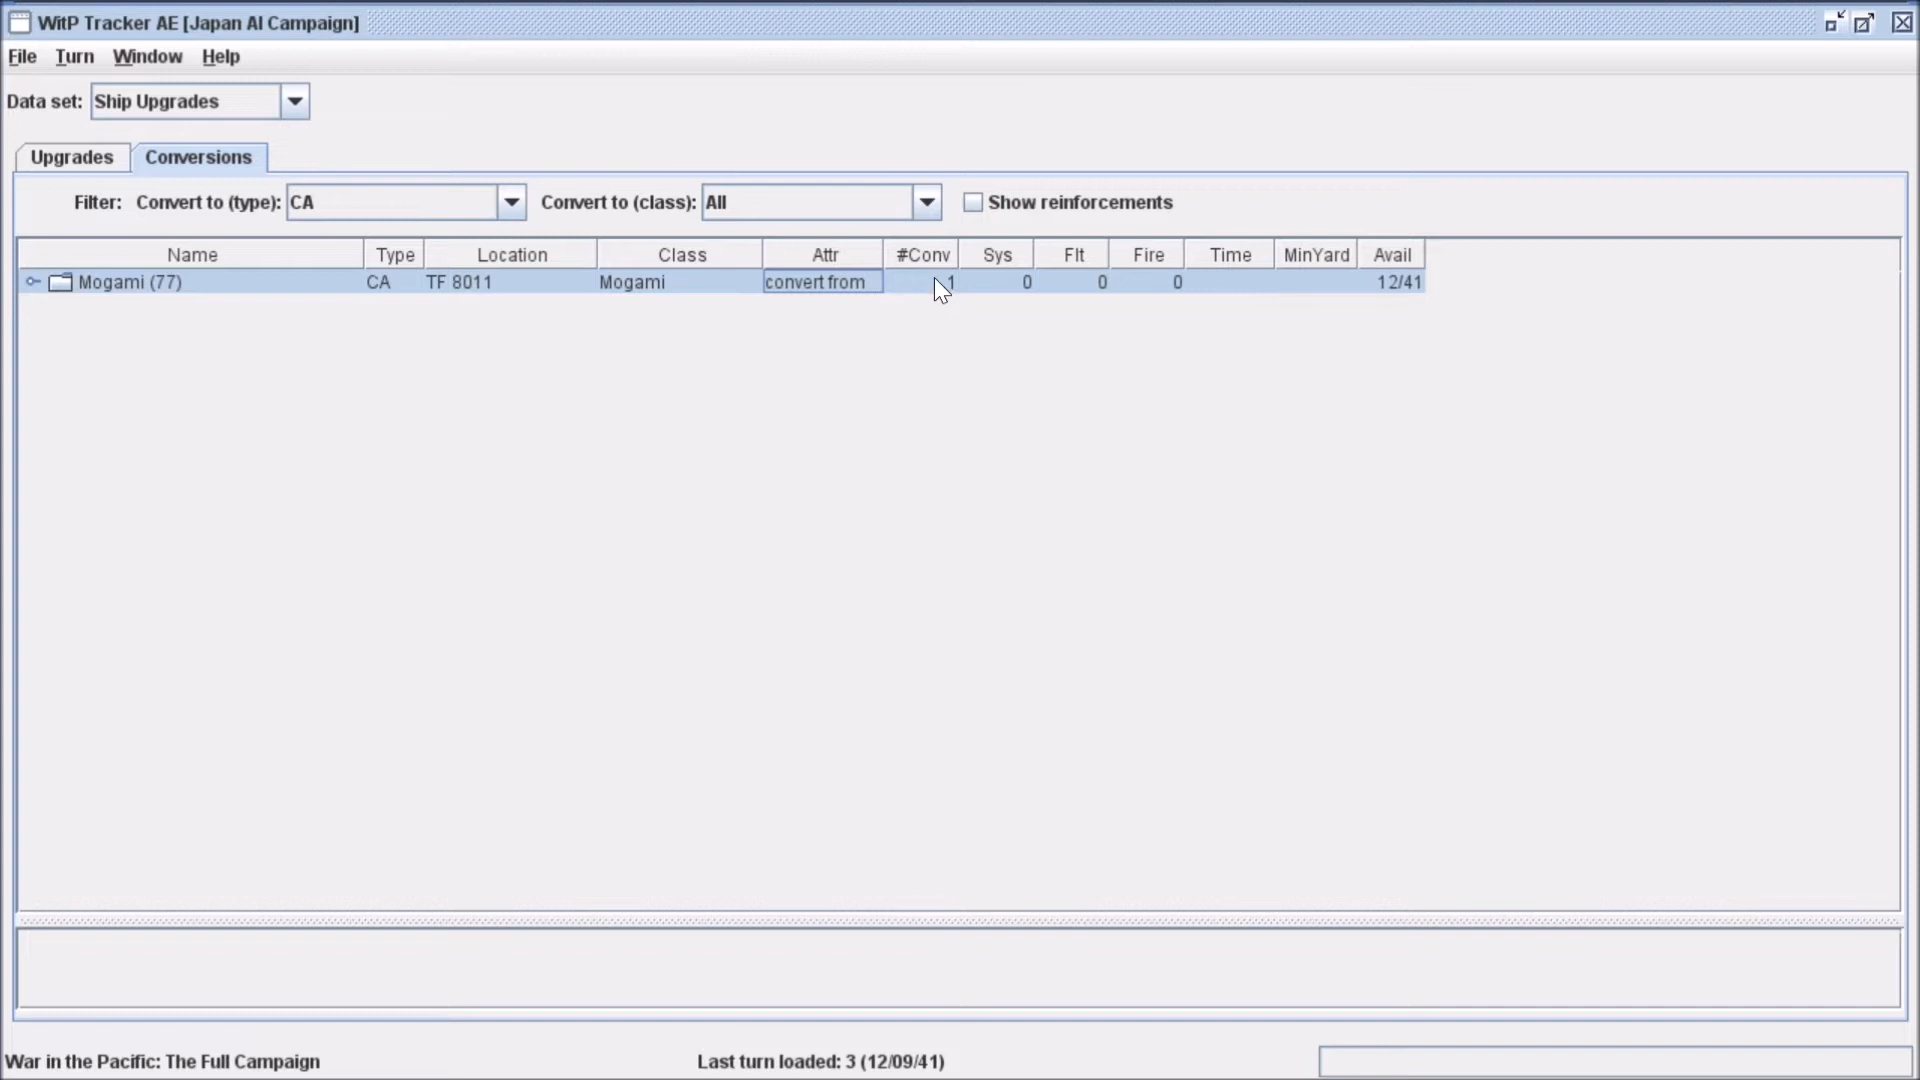 WitP Tracker AE [Japan AI Campaign]
File Turn Window Help
Data set: Ship Upgrades
Upgrades Conversions
Filter: Convert to (type): CA Convert to (class): All Show reinforcements
Name Type Location Class Attr #Conv Sys Flt Fire Time MinYard Avail
Mogami (77) CA TF 8011 Mogami convert from 1 0 0 0 12/41
War in the Pacific: The Full Campaign Last turn loaded: 3 (12/09/41)